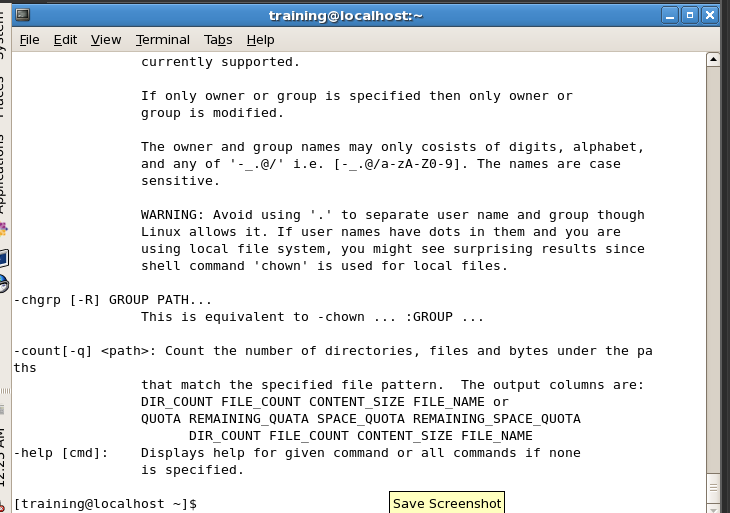 training@localhost:~
File Edit View Terminal Tabs Help
currently supported.
If only owner or group is specified then only owner or
group is modified.
The owner and group names may only cosists of digits, alphabet,
and any of '-_.@/' i.e. [-_.@/a-zA-Z0-9]. The names are case
sensitive.
WARNING: Avoid using '.' to separate user name and group though
Linux allows it. If user names have dots in them and you are
using local file system, you might see surprising results since
shell command 'chown' is used for local files.
-chgrp [-R] GROUP PATH...
This is equivalent to -chown ... :GROUP ...
-count[-q] <path>: Count the number of directories, files and bytes under the pa
ths
that match the specified file pattern.  The output columns are:
DIR_COUNT FILE_COUNT CONTENT_SIZE FILE_NAME or
QUOTA REMAINING_QUATA SPACE_QUOTA REMAINING_SPACE_QUOTA
DIR_COUNT FILE_COUNT CONTENT_SIZE FILE_NAME
-help [cmd]: Displays help for given command or all commands if none
is specified.
[training@localhost ~]$
Save Screenshot